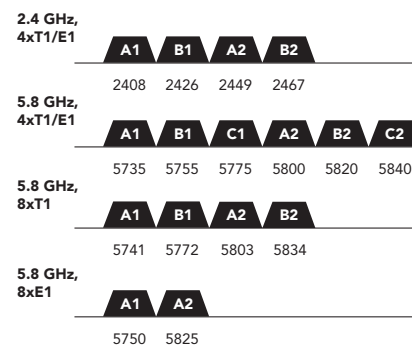 2.4 GHz,
4xT1/E1
A1 B1 A2 B2
2408 2426 2449 2467
5.8 GHz,
4xT1/E1
A1 B1 C1 A2 B2 C2
5735 5755 5775 5800 5820 5840
5.8 GHz,
8xT1
A1 B1 A2 B2
5741 5772 5803 5834
5.8 GHz,
8xE1
A1 A2
5750 5825